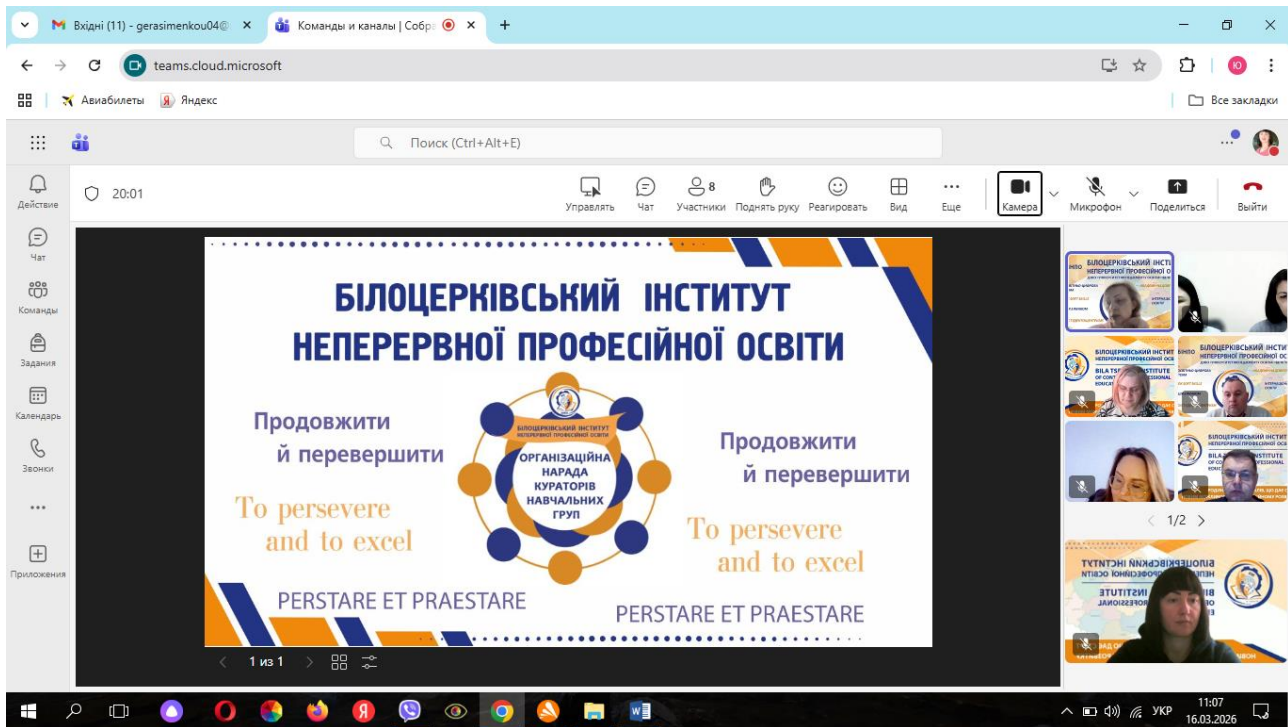 Вхідні (11) - gerasimenkou04@
Команды и каналы | Собра
teams.cloud.microsoft
Авиабилеты
Яндекс
Все закладки
Поиск (Ctrl+Alt+E)
Действие
Чат
Команды
Задания
Календарь
Звонки
Приложения
20:01
Управлять
Чат
8
Участники
Поднять руку
Реагировать
Вид
Еще
Камера
Микрофон
Поделиться
Выйти
БІЛОЦЕРКІВСЬКИЙ ІНСТИТУТ
НЕПЕРЕРВНОЇ ПРОФЕСІЙНОЇ ОСВІТИ
Продовжити
й перевершити
To persevere
and to excel
PERSTARE ET PRAESTARE
БІЛОЦЕРКІВСЬКИЙ ІНСТИТУТ
НЕПЕРЕРВНОЇ ПРОФЕСІЙНОЇ ОСВІТИ
ОРГАНІЗАЦІЙНА
НАРАДА
КУРАТОРІВ
НАВЧАЛЬНИХ
ГРУП
Продовжити
й перевершити
To persevere
and to excel
PERSTARE ET PRAESTARE
1 из 1
1/2
УКР
11:07
16.03.2026